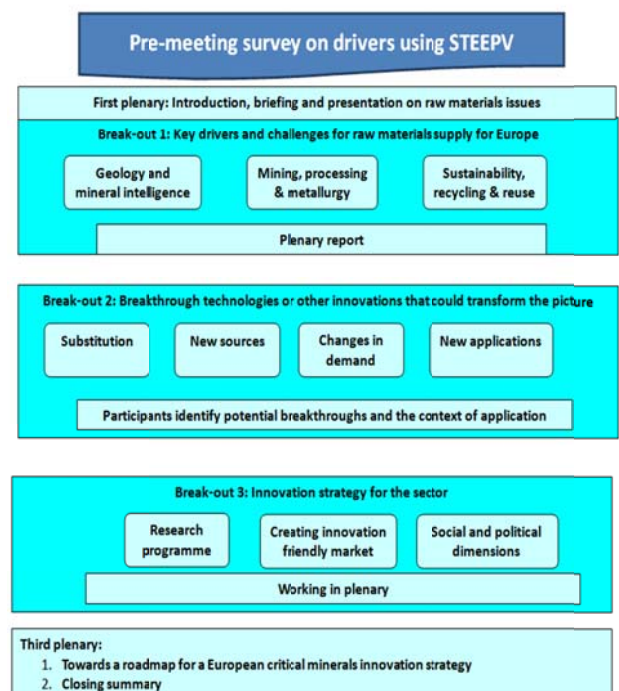 Pre-meeting survey on drivers using STEEPV
First plenary: Introduction, briefing and presentation on raw materials issues
Break-out 1: Key drivers and challenges for raw materials supply for Europe
Geology and
mineral intelligence
Mining, processing
& metallurgy
Sustainability,
recycling & reuse
Plenary report
Break-out 2: Breakthrough technologies or other innovations that could transform the picture
Substitution
New sources
Changes in
demand
New applications
Participants identify potential breakthroughs and the context of application
Break-out 3: Innovation strategy for the sector
Research
programme
Creating innovation
friendly market
Social and political
dimensions
Working in plenary
Third plenary:
1. Towards a roadmap for a European critical minerals innovation strategy
2. Closing summary